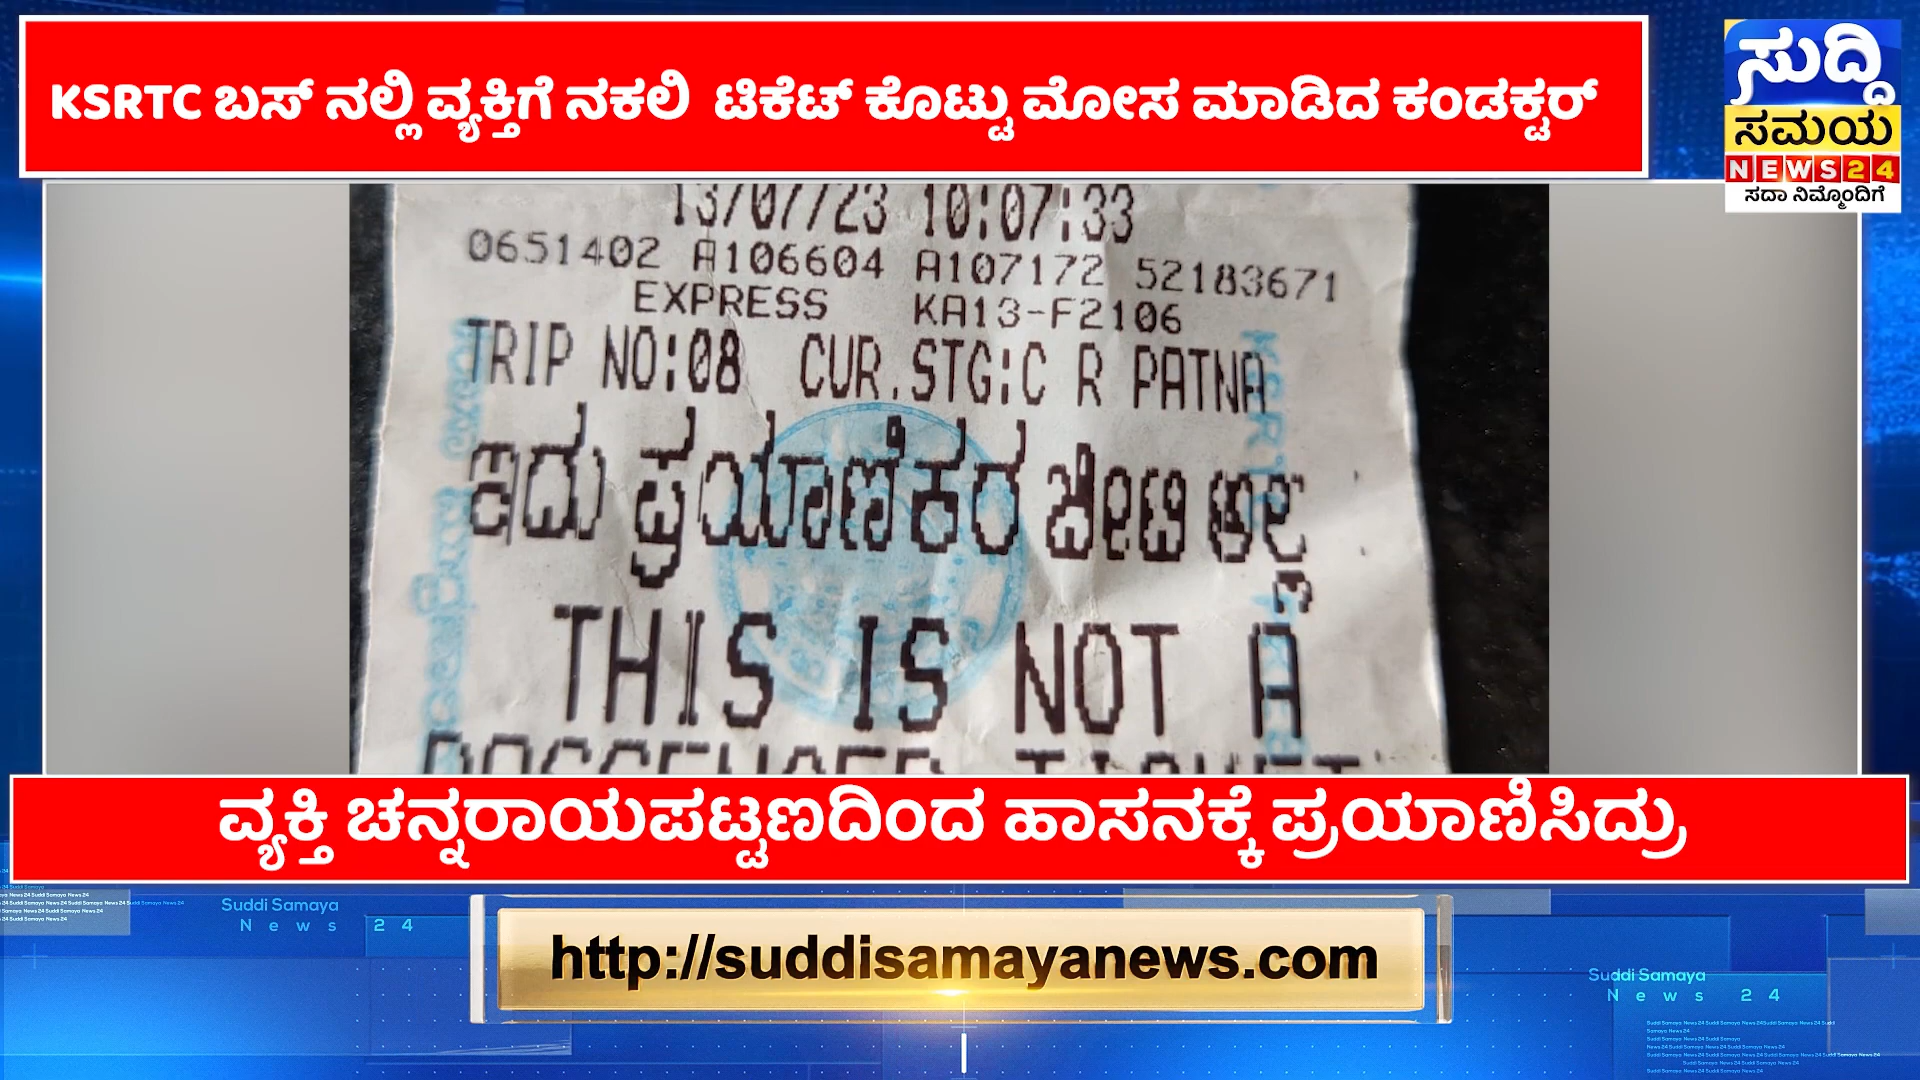 KSRTC ಬಸ್ ನಲ್ಲಿ ವ್ಯಕ್ತಿಗೆ ನಕಲಿ ಟಿಕೆಟ್ ಕೊಟ್ಟು ಮೋಸ ಮಾಡಿದ ಕಂಡಕ್ಟರ್
ಸುದ್ದಿ
ಸಮಯ
NEWS24
ಸದಾ ನಿಮ್ಮೊಂದಿಗೆ
13/07/23 10:07:33
0651402 A106604 A107172 52183671
EXPRESS KA13-F2106
TRIP NO:08 CUR.STG:C R PATNA
ಇದು ಪ್ರಯಾಣಿಕರ ಚೀಟಿ ಅಲ್ಲ
THIS IS NOT A
PASSENGER TICKET
ವ್ಯಕ್ತಿ ಚನ್ನರಾಯಪಟ್ಟಣದಿಂದ ಹಾಸನಕ್ಕೆ ಪ್ರಯಾಣಿಸಿದ್ರು
Suddi Samaya
News 24
http://suddisamayanews.com
Suddi Samaya
News 24